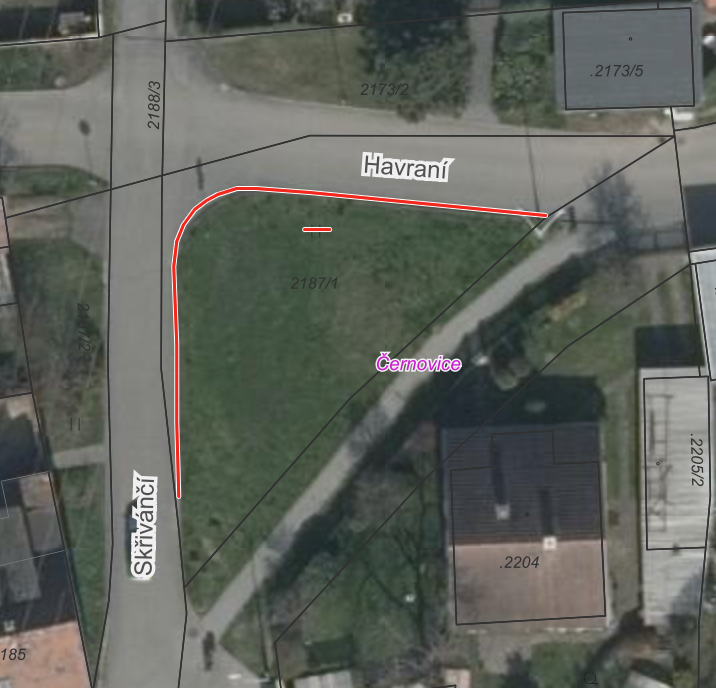 2188/3
2173/2
.2173/5
Havraní
2187/1
Černovice
Skřivánčí
.2204
.2205/2
185